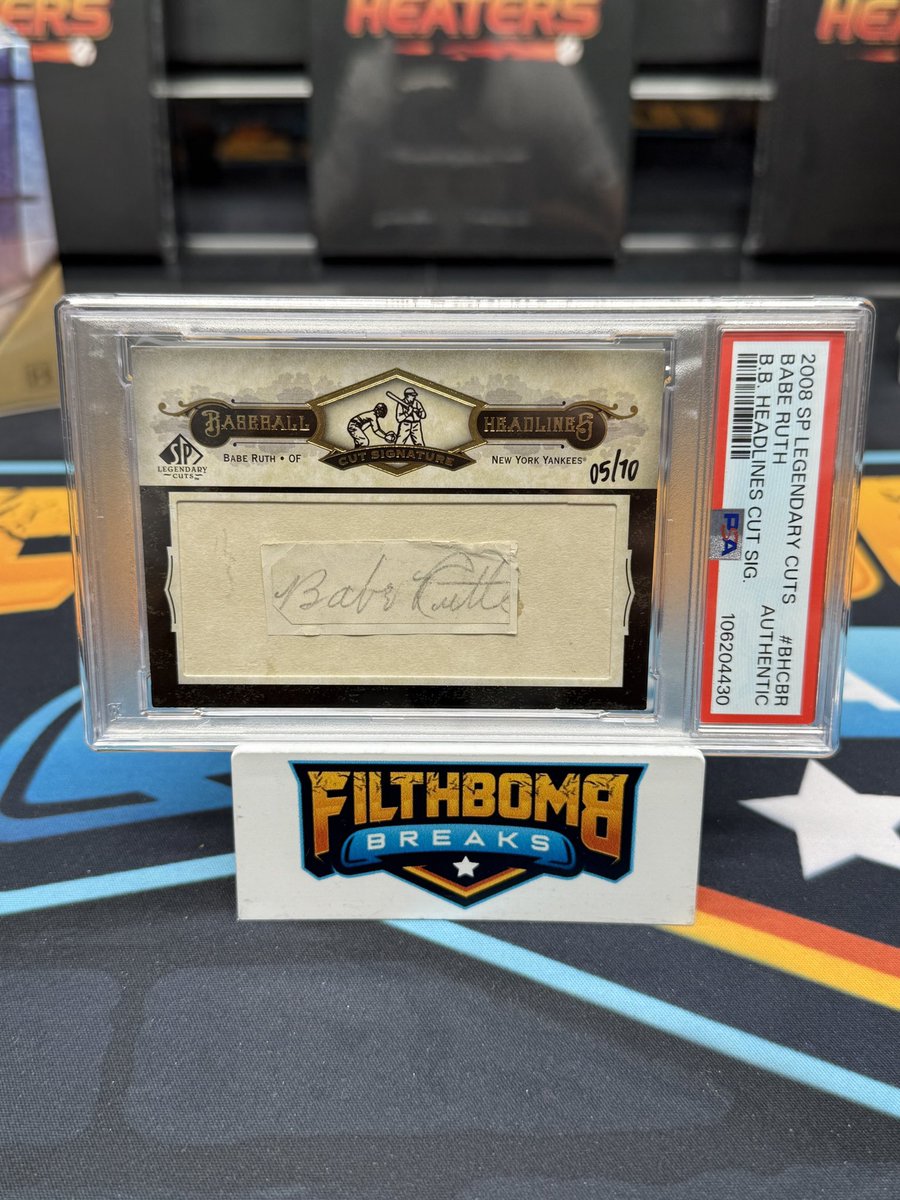 HEATERS
HEATERS
HEATERS
BASEBALL
HEADLINES
CUT SIGNATURE
SP
LEGENDARY
CUTS
BABE RUTH • OF
NEW YORK YANKEES
05/10
Babe Ruth
2008 SP LEGENDARY CUTS #BHCBR
BABE RUTH AUTHENTIC
B.B. HEADLINES CUT SIG.
PSA
106204430
FILTHBOMB
BREAKS